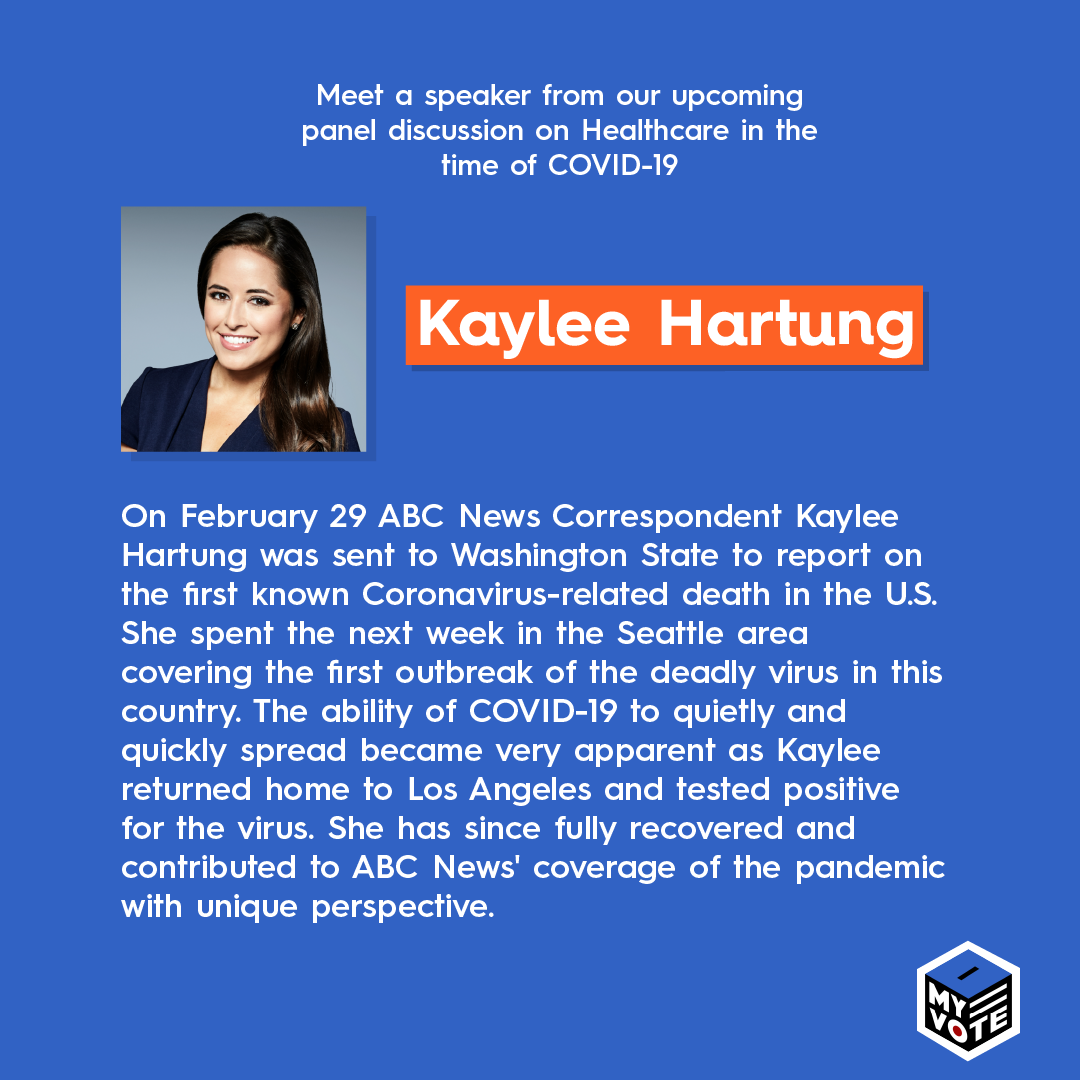 Meet a speaker from our upcoming
panel discussion on Healthcare in the
time of COVID-19
Kaylee Hartung
On February 29 ABC News Correspondent Kaylee
Hartung was sent to Washington State to report on
the first known Coronavirus-related death in the U.S.
She spent the next week in the Seattle area
covering the first outbreak of the deadly virus in this
country. The ability of COVID-19 to quietly and
quickly spread became very apparent as Kaylee
returned home to Los Angeles and tested positive
for the virus. She has since fully recovered and
contributed to ABC News' coverage of the pandemic
with unique perspective.
MY
VOTE